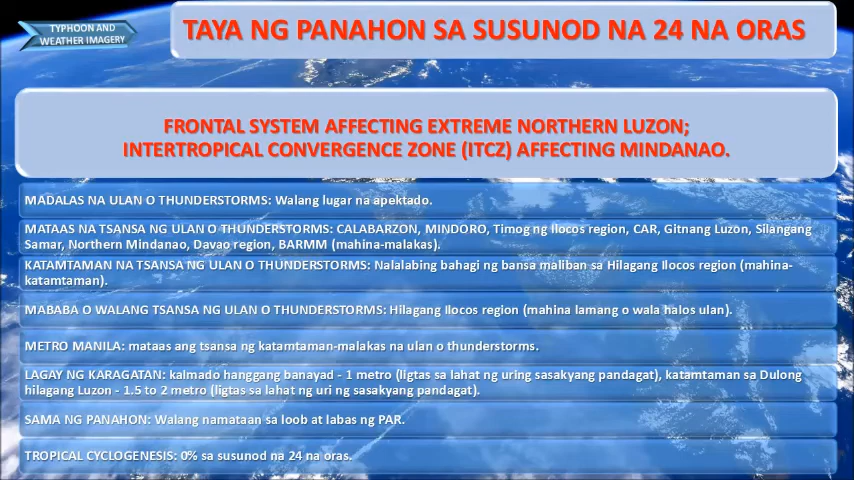 TYPHOON AND
WEATHER IMAGERY
TAYA NG PANAHON SA SUSUNOD NA 24 NA ORAS
FRONTAL SYSTEM AFFECTING EXTREME NORTHERN LUZON;
INTERTROPICAL CONVERGENCE ZONE (ITCZ) AFFECTING MINDANAO.
MADALAS NA ULAN O THUNDERSTORMS: Walang lugar na apektado.
MATAAS NA TSANSA NG ULAN O THUNDERSTORMS: CALABARZON, MINDORO, Timog ng Ilocos region, CAR, Gitnang Luzon, Silangang
Samar, Northern Mindanao, Davao region, BARMM (mahina-malakas).
KATAMTAMAN NA TSANSA NG ULAN O THUNDERSTORMS: Nalalabing bahagi ng bansa maliban sa Hilagang Ilocos region (mahina-
katamtaman).
MABABA O WALANG TSANSA NG ULAN O THUNDERSTORMS: Hilagang Ilocos region (mahina lamang o wala halos ulan).
METRO MANILA: mataas ang tsansa ng katamtaman-malakas na ulan o thunderstorms.
LAGAY NG KARAGATAN: kalmado hanggang banayad - 1 metro (ligtas sa lahat ng uring sasakyang pandagat), katamtaman sa Dulong
hilagang Luzon - 1.5 to 2 metro (ligtas sa lahat ng uri ng sasakyang pandagat).
SAMA NG PANAHON: Walang namataan sa loob at labas ng PAR.
TROPICAL CYCLOGENESIS: 0% sa susunod na 24 na oras.